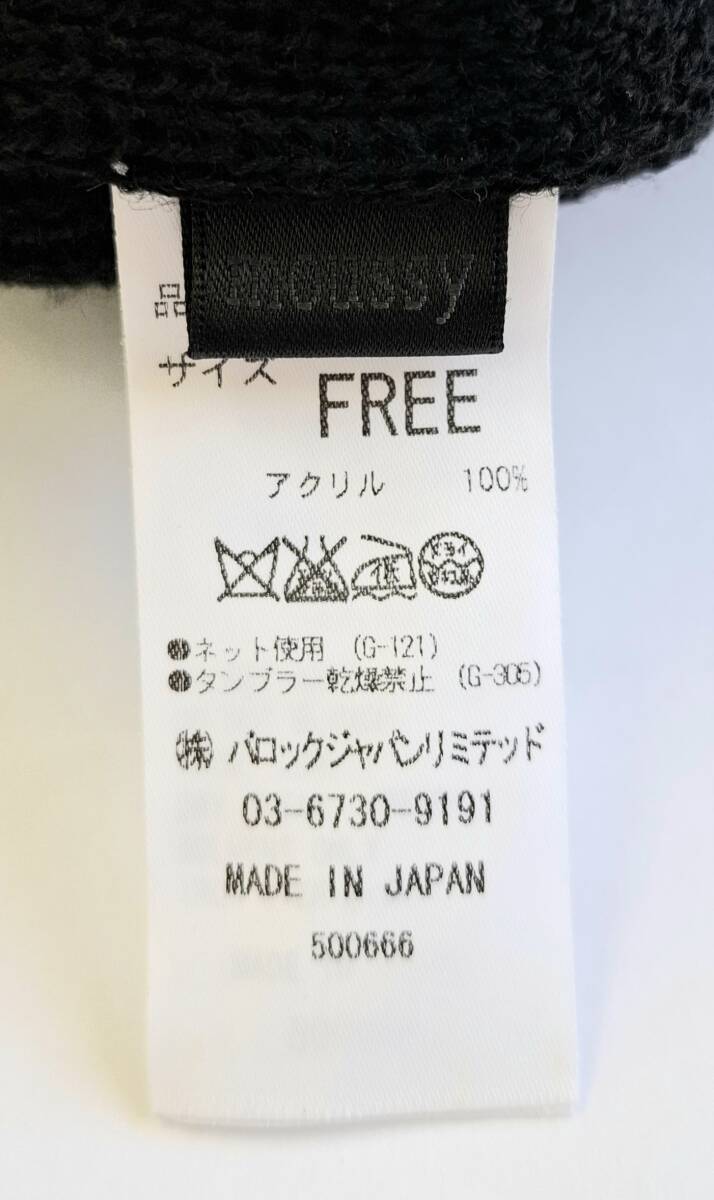 moussy
品
サイズ FREE
アクリル 100%
ネット使用 (G-121)
タンブラー乾燥禁止 (G-305)
(株) バロックジャパンリミテッド
03-6730-9191
MADE IN JAPAN
500666